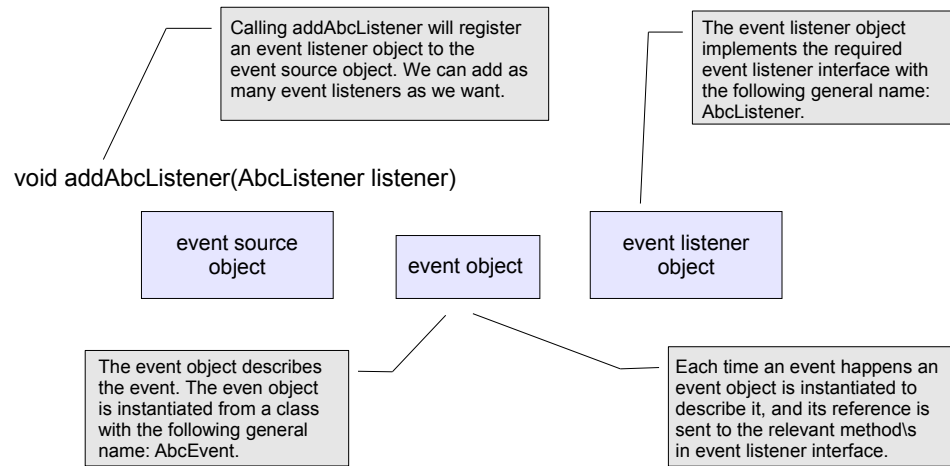 Calling addAbcListener will register
an event listener object to the
event source object. We can add as
many event listeners as we want.
The event listener object
implements the required
event listener interface with
the following general name:
AbcListener.
void addAbcListener(AbcListener listener)
event source
object
event object
event listener
object
The event object describes
the event. The even object
is instantiated from a class
with the following general
name: AbcEvent.
Each time an event happens an
event object is instantiated to
describe it, and its reference is
sent to the relevant method\s
in event listener interface.